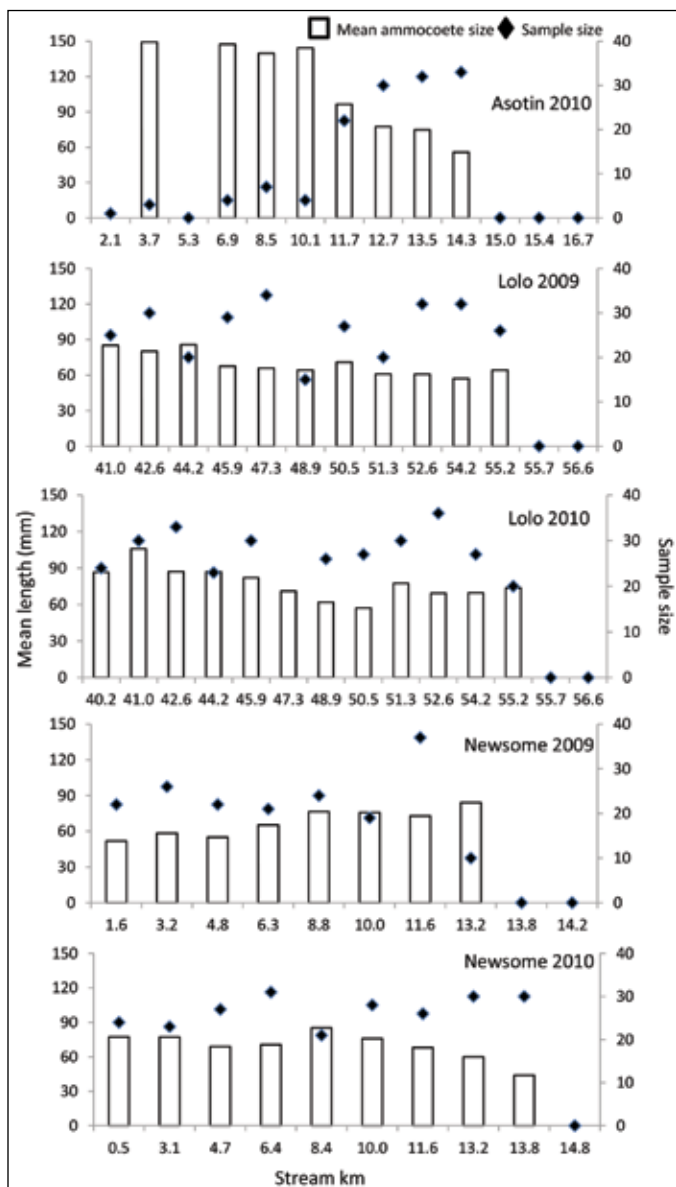 Mean ammocoete size Sample size
150 40
120 30
90 20
60
30 10
0 0
Asotin 2010
2.1 3.7 5.3 6.9 8.5 10.1 11.7 12.7 13.5 14.3 15.0 15.4 16.7
150 40
120 30
90 20
60
30 10
0 0
Lolo 2009
41.0 42.6 44.2 45.9 47.3 48.9 50.5 51.3 52.6 54.2 55.2 55.7 56.6
150 40
120 30
90 20
60
30 10
0 0
Lolo 2010
Mean length (mm)
Sample size
40.2 41.0 42.6 44.2 45.9 47.3 48.9 50.5 51.3 52.6 54.2 55.2 55.7 56.6
150 40
120 30
90 20
60
30 10
0 0
Newsome 2009
1.6 3.2 4.8 6.3 8.8 10.0 11.6 13.2 13.8 14.2
150 40
120 30
90 20
60
30 10
0 0
Newsome 2010
0.5 3.1 4.7 6.4 8.4 10.0 11.6 13.2 13.8 14.8
Stream km